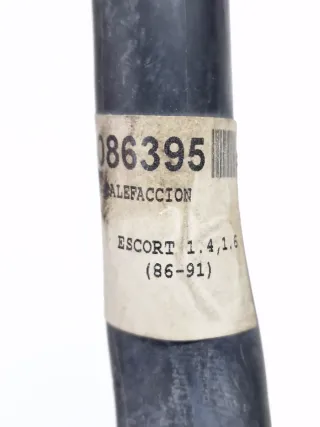 086395
ALEFACCION
ESCORT 1.4,1.6
(86-91)